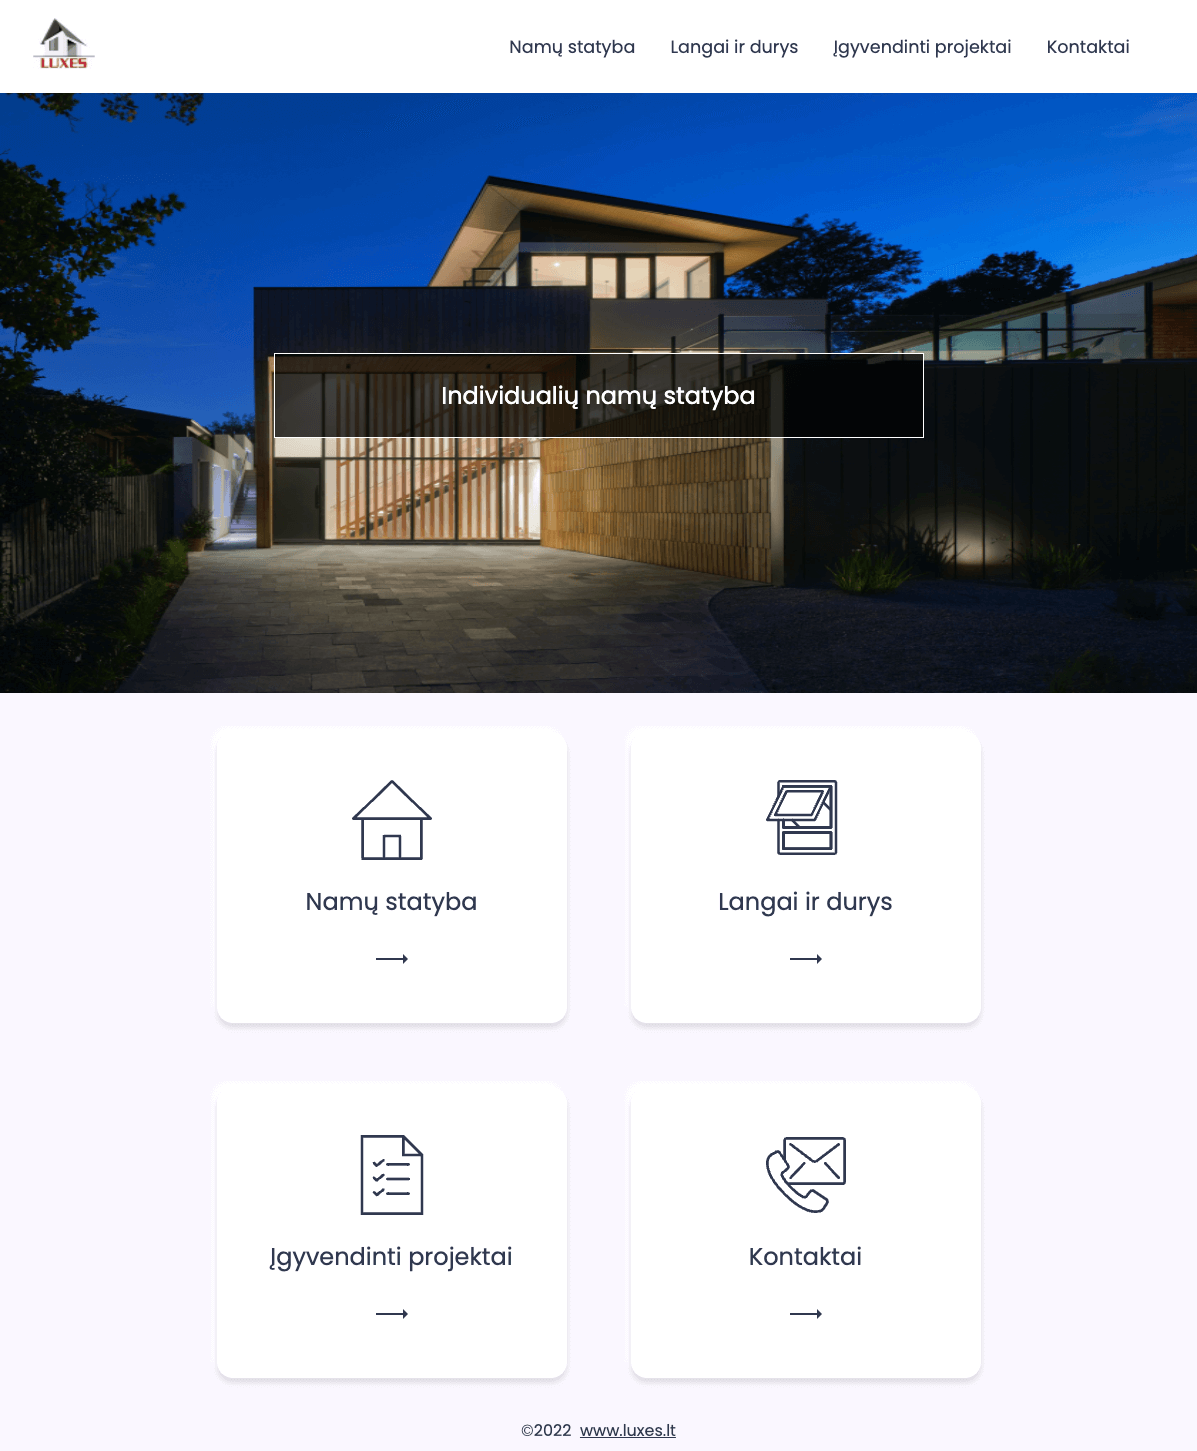 LUXES
Namų statyba
Langai ir durys
Įgyvendinti projektai
Kontaktai
Individualių namų statyba
Namų statyba
Langai ir durys
Įgyvendinti projektai
Kontaktai
©2022 www.luxes.lt